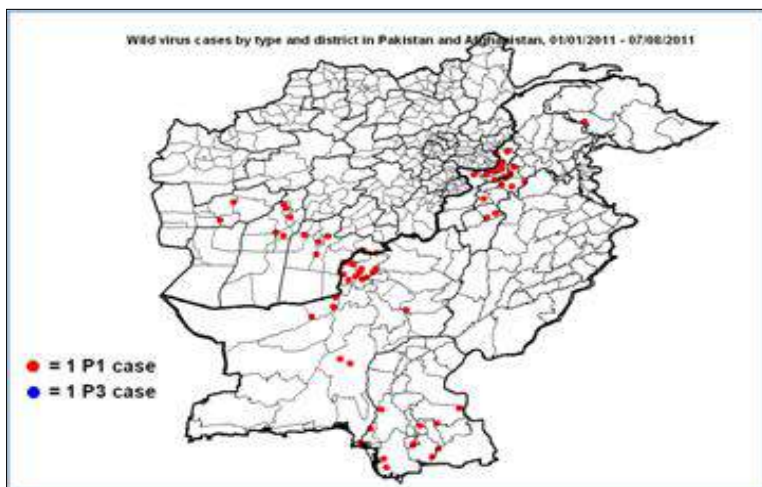 Wild virus cases by type and district in Pakistan and Afghanistan, 01/01/2011 - 07/08/2011
= 1 P1 case
= 1 P3 case